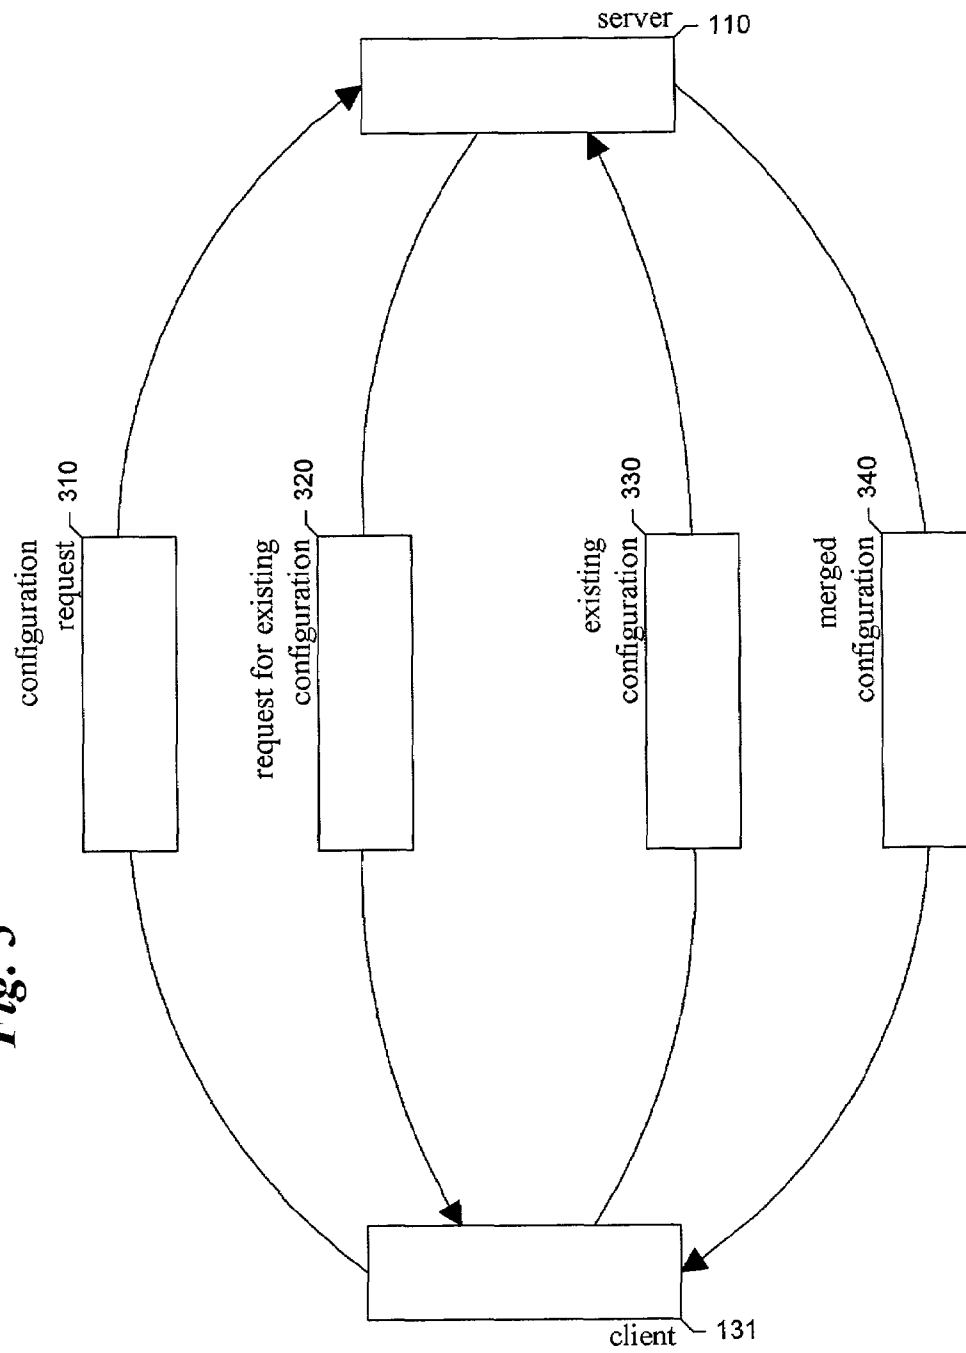 server
110
configuration
request
310
request for existing
configuration
320
existing
configuration
330
merged
configuration
340
client
131